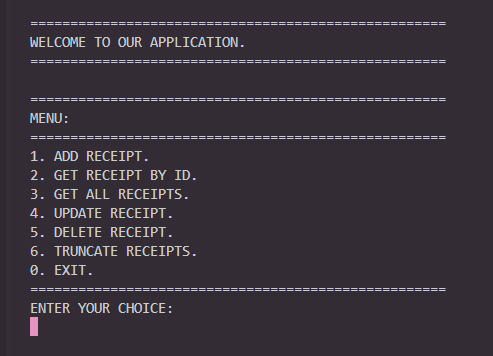 ====================================================
WELCOME TO OUR APPLICATION.
====================================================
====================================================
MENU:
====================================================
1. ADD RECEIPT.
2. GET RECEIPT BY ID.
3. GET ALL RECEIPTS.
4. UPDATE RECEIPT.
5. DELETE RECEIPT.
6. TRUNCATE RECEIPTS.
0. EXIT.
====================================================
ENTER YOUR CHOICE: